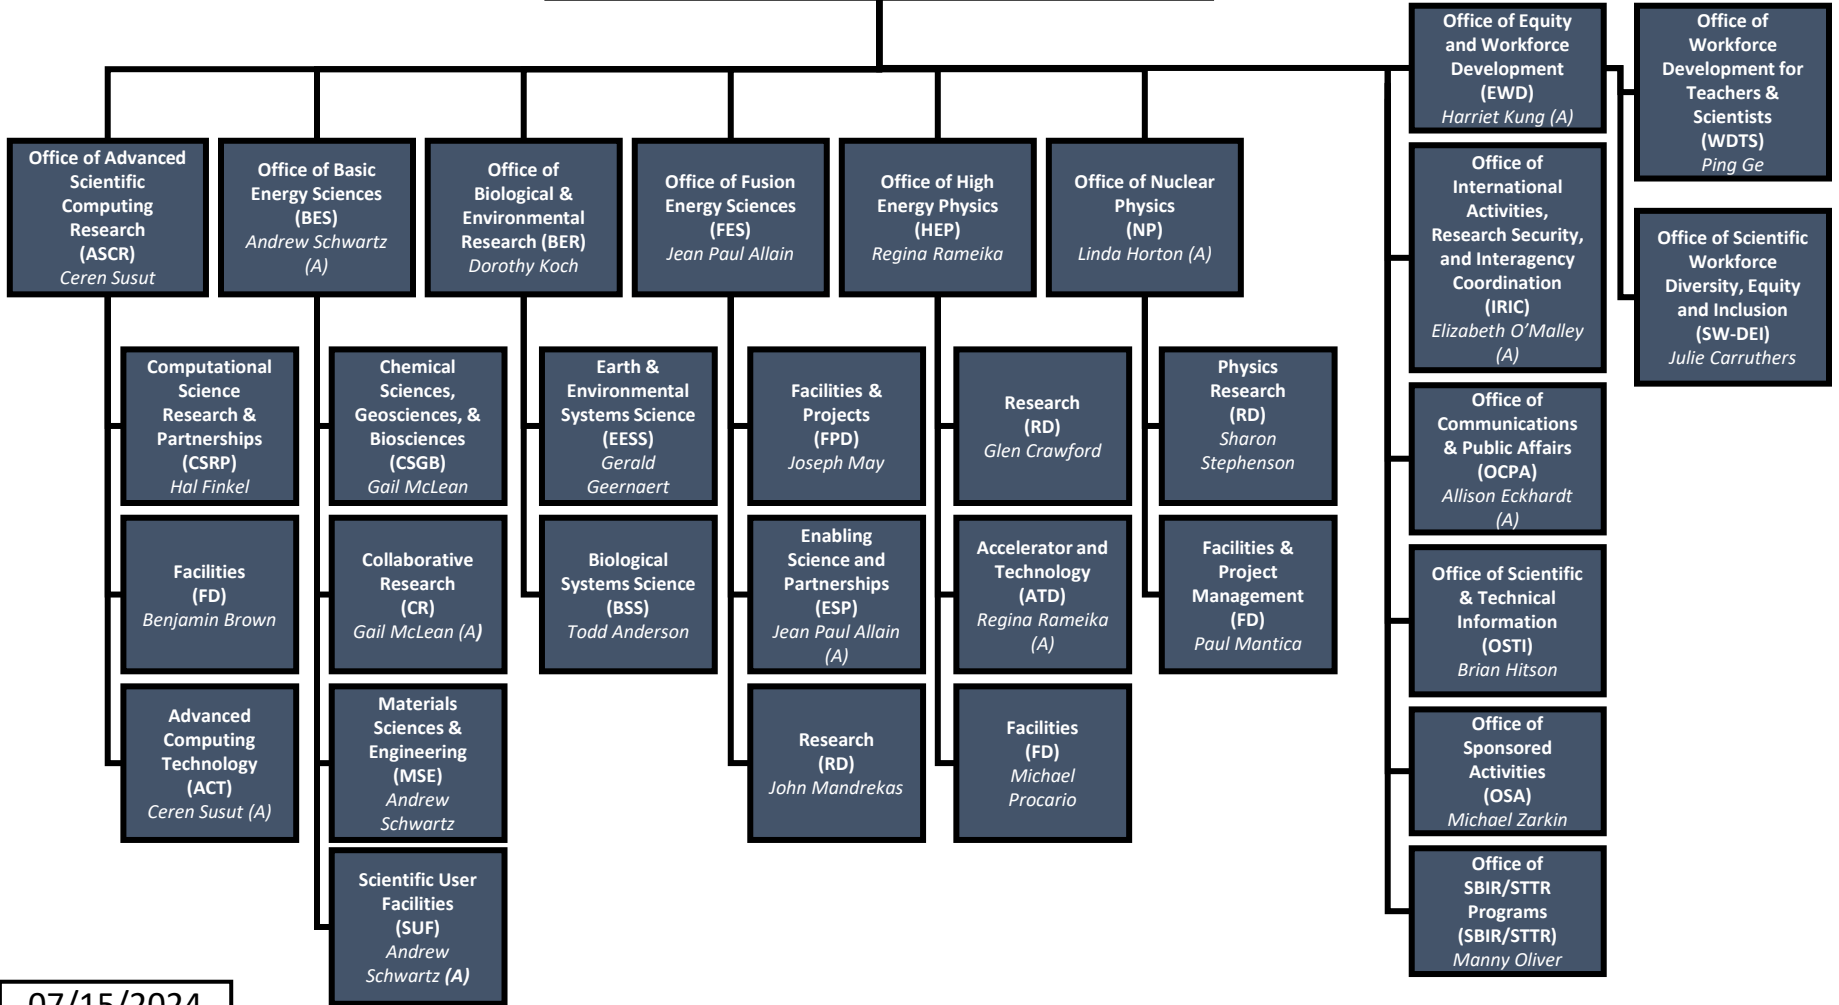 Office of Advanced
Scientific
Computing
Research
(ASCR)
Ceren Susut
Office of Basic
Energy Sciences
(BES)
Andrew Schwartz
(A)
Office of
Biological &
Environmental
Research (BER)
Dorothy Koch
Office of Fusion
Energy Sciences
(FES)
Jean Paul Allain
Office of High
Energy Physics
(HEP)
Regina Rameika
Office of Nuclear
Physics
(NP)
Linda Horton (A)
Computational
Science
Research &
Partnerships
(CSRP)
Hal Finkel
Facilities
(FD)
Benjamin Brown
Advanced
Computing
Technology
(ACT)
Ceren Susut (A)
Chemical
Sciences,
Geosciences, &
Biosciences
(CSGB)
Gail McLean
Collaborative
Research
(CR)
Gail McLean (A)
Materials
Sciences &
Engineering
(MSE)
Andrew
Schwartz
Scientific User
Facilities
(SUF)
Andrew
Schwartz (A)
Earth &
Environmental
Systems Science
(EESS)
Gerald
Geernaert
Biological
Systems Science
(BSS)
Todd Anderson
Facilities &
Projects
(FPD)
Joseph May
Enabling
Science and
Partnerships
(ESP)
Jean Paul Allain
(A)
Research
(RD)
John Mandrekas
Research
(RD)
Glen Crawford
Accelerator and
Technology
(ATD)
Regina Rameika
(A)
Facilities
(FD)
Michael
Procario
Physics
Research
(RD)
Sharon
Stephenson
Facilities &
Project
Management
(FD)
Paul Mantica
Office of Equity
and Workforce
Development
(EWD)
Harriet Kung (A)
Office of
International
Activities,
Research Security,
and Interagency
Coordination
(IRIC)
Elizabeth O’Malley
(A)
Office of
Communications
& Public Affairs
(OCPA)
Allison Eckhardt
(A)
Office of Scientific
& Technical
Information
(OSTI)
Brian Hitson
Office of
Sponsored
Activities
(OSA)
Michael Zarkin
Office of
SBIR/STTR
Programs
(SBIR/STTR)
Manny Oliver
Office of
Workforce
Development for
Teachers &
Scientists
(WDTS)
Ping Ge
Office of Scientific
Workforce
Diversity, Equity
and Inclusion
(SW-DEI)
Julie Carruthers
07/15/2024